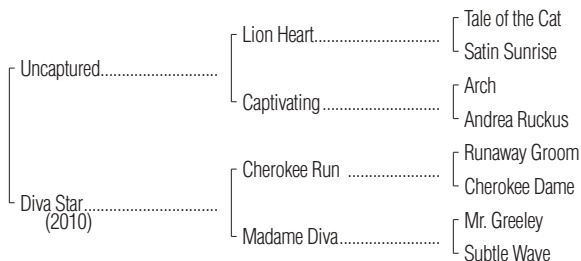 Tale of the Cat
Lion Heart
Satin Sunrise
Uncaptured
Arch
Captivating
Andrea Ruckus
Runaway Groom
Cherokee Run
Cherokee Dame
Diva Star
(2010)
Mr. Greeley
Madame Diva
Subtle Wave